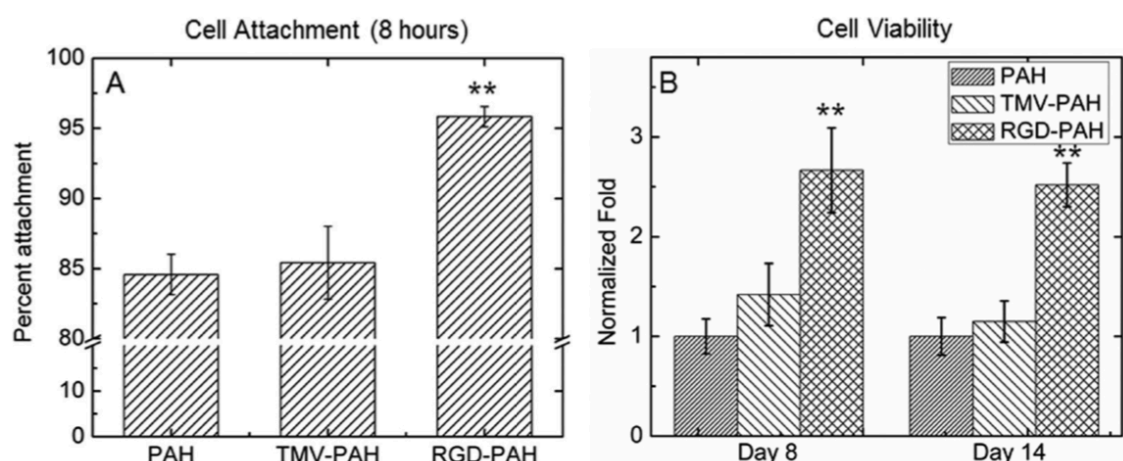 Cell Attachment (8 hours)
A
**
Percent attachment
100
95
90
85
80
10
0
PAH
TMV-PAH
RGD-PAH
Cell Viability
B
PAH
TMV-PAH
RGD-PAH
**
**
Normalized Fold
3
2
1
0
Day 8
Day 14